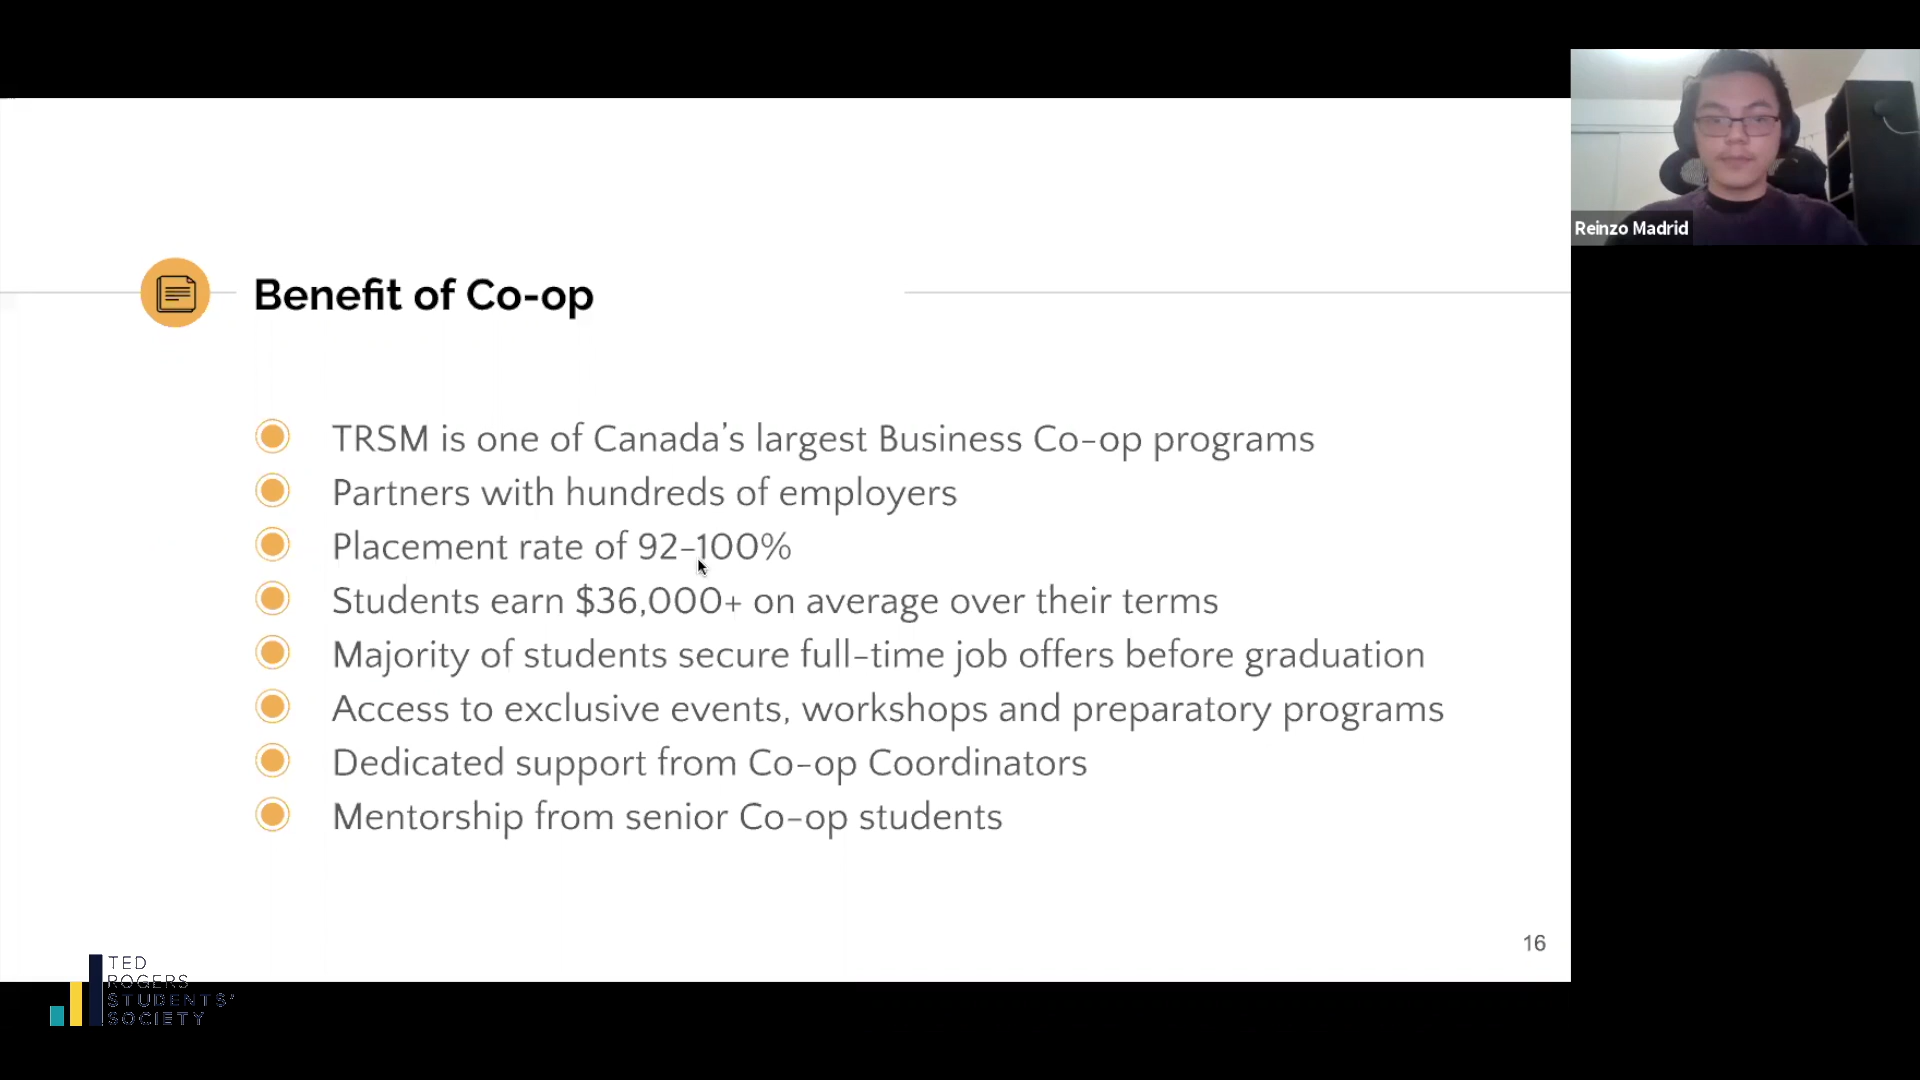 Reinzo Madrid
Benefit of Co-op
TRSM is one of Canada’s largest Business Co-op programs
Partners with hundreds of employers
Placement rate of 92-100%
Students earn $36,000+ on average over their terms
Majority of students secure full-time job offers before graduation
Access to exclusive events, workshops and preparatory programs
Dedicated support from Co-op Coordinators
Mentorship from senior Co-op students
16
TED
ROGERS
STUDENTS'
SOCIETY